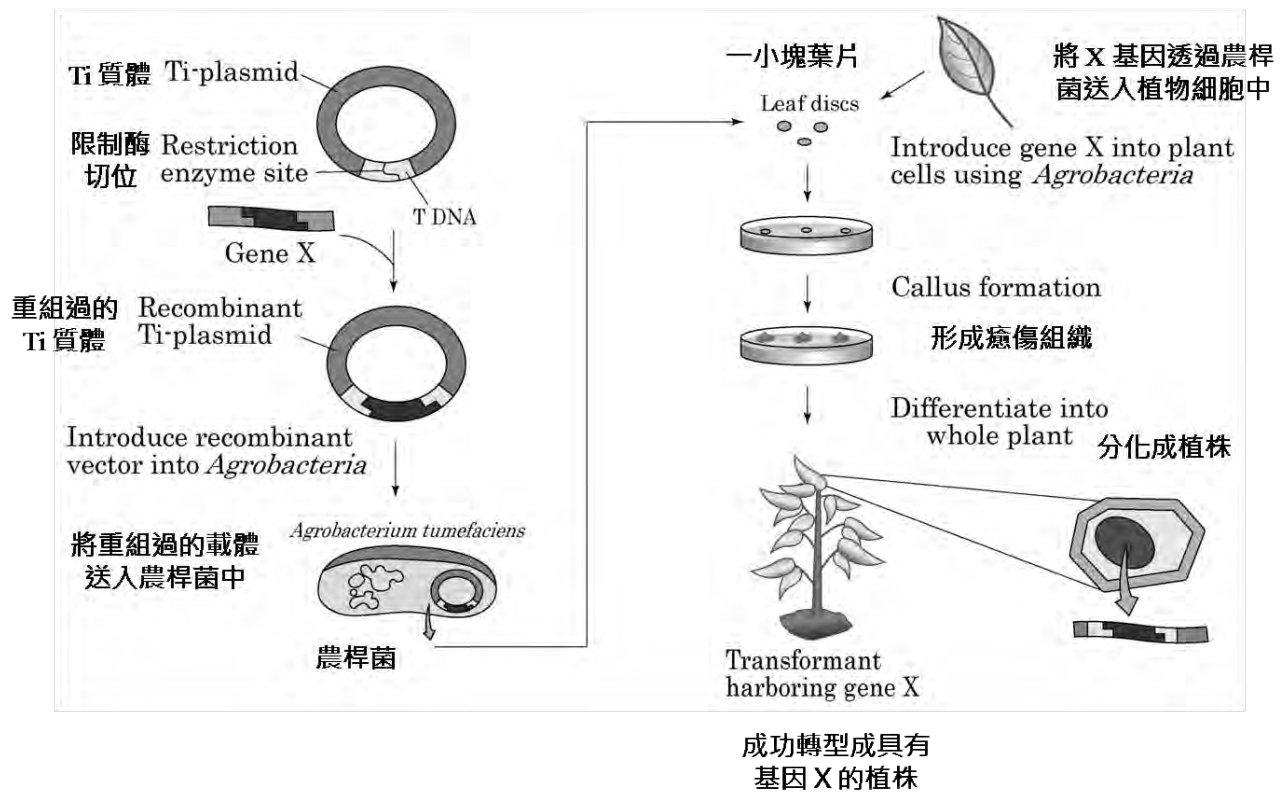 Ti 質體
Ti-plasmid
限制酶
切位
Restriction
enzyme site
T DNA
Gene X
重組過的
Ti 質體
Recombinant
Ti-plasmid
Introduce recombinant
vector into Agrobacteria
將重組過的載體
送入農桿菌中
Agrobacterium tumefaciens
農桿菌
一小塊葉片
Leaf discs
將 X 基因透過農桿
菌送入植物細胞中
Introduce gene X into plant
cells using Agrobacteria
Callus formation
形成癒傷組織
Differentiate into
whole plant
分化成植株
Transformant
harboring gene X
成功轉型成具有
基因 X 的植株